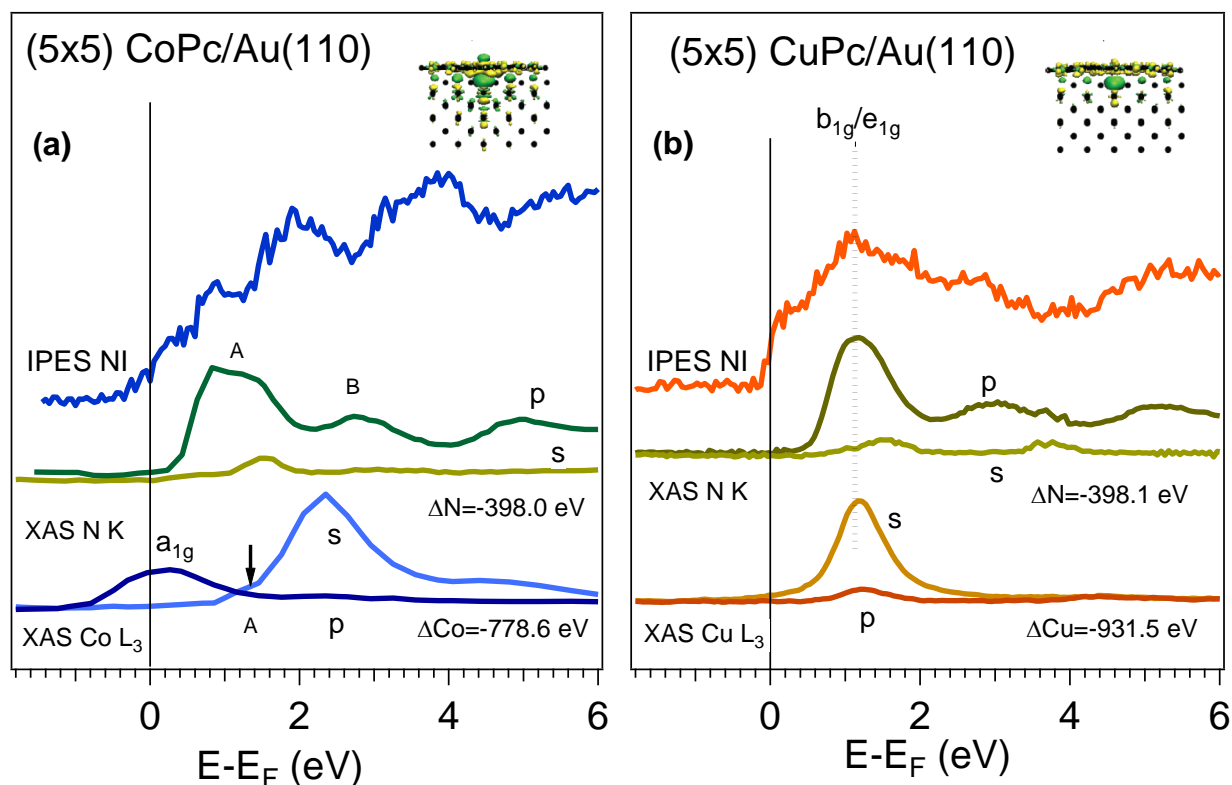 (5x5) CoPc/Au(110)
(a)
IPES NI
A
B
p
s
ΔN=-398.0 eV
XAS N K
a1g
s
A
p
ΔCo=-778.6 eV
XAS Co L3
0
2
4
6
E-EF (eV)
(5x5) CuPc/Au(110)
b1g/e1g
(b)
IPES NI
p
s
ΔN=-398.1 eV
XAS N K
s
p
ΔCu=-931.5 eV
XAS Cu L3
0
2
4
6
E-EF (eV)